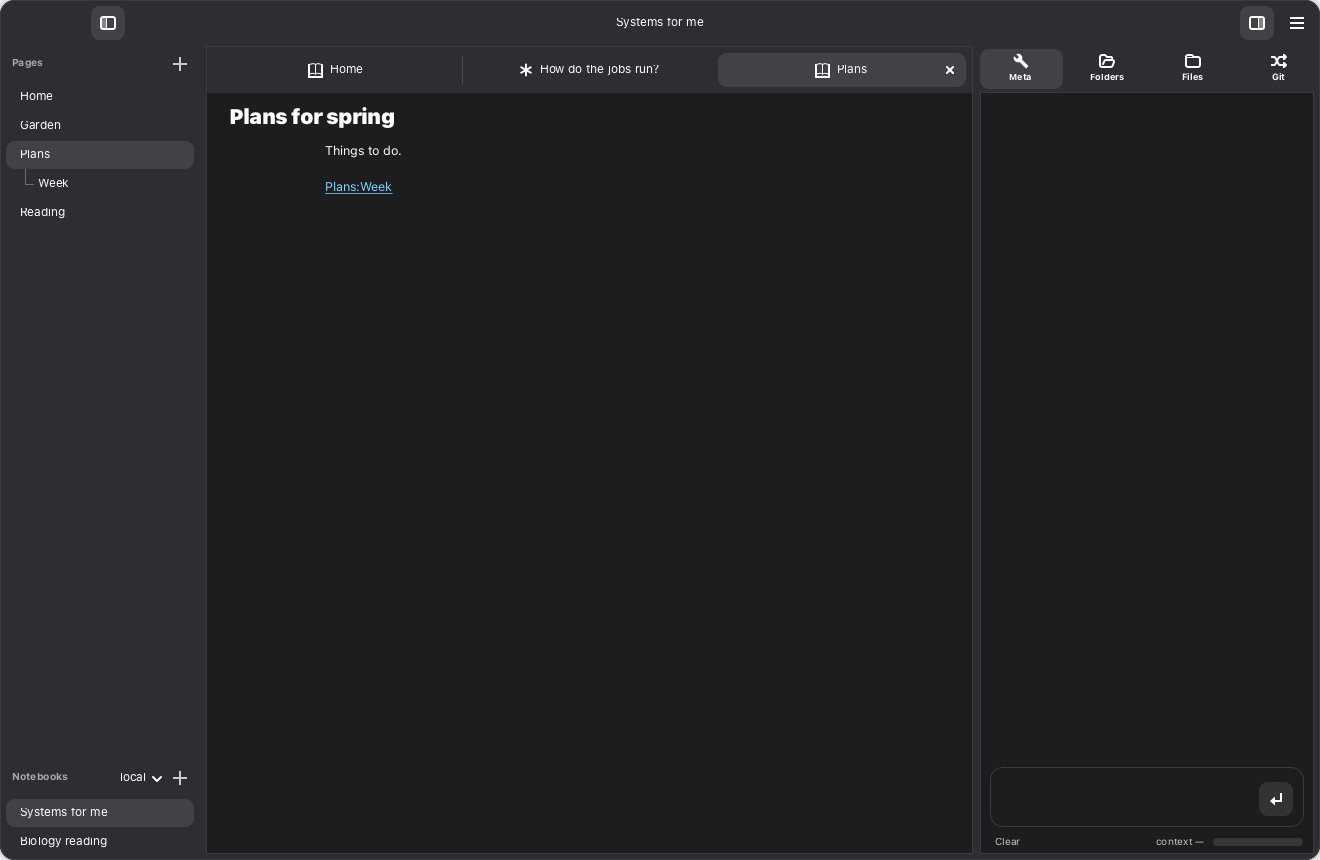 Systems for me
Pages
Home
Garden
Plans
Week
Reading
Home
How do the jobs run?
Plans
Plans for spring
Things to do.
Plans:Week
Meta
Folders
Files
Git
Notebooks
local
Systems for me
Biology reading
Clear
context —